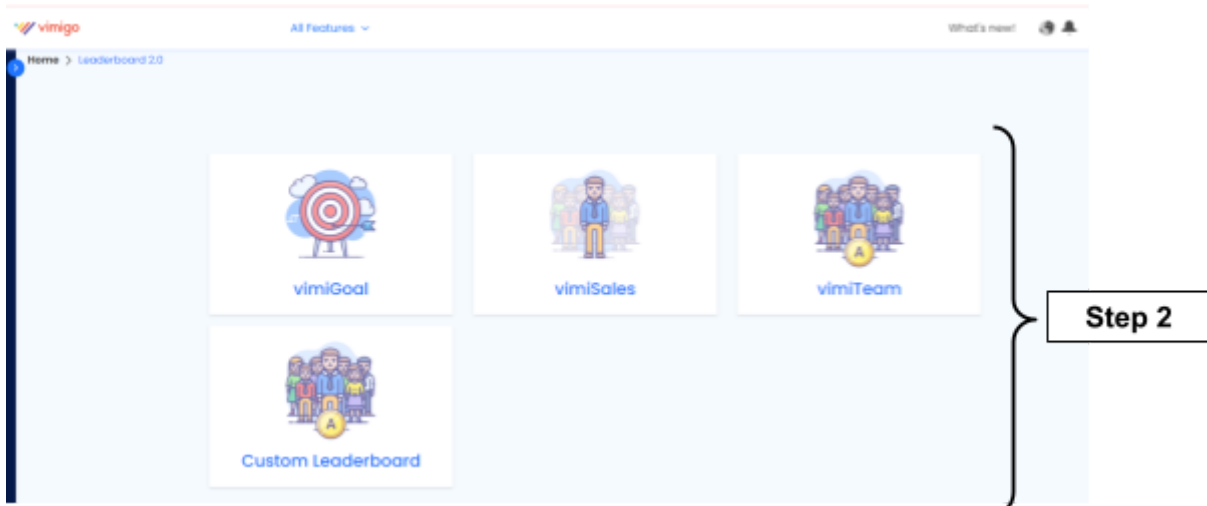 vimigo
All Features
What's new!
Home > Leaderboard 2.0
vimiGoal
vimiSales
vimiTeam
A
Step 2
A
Custom Leaderboard